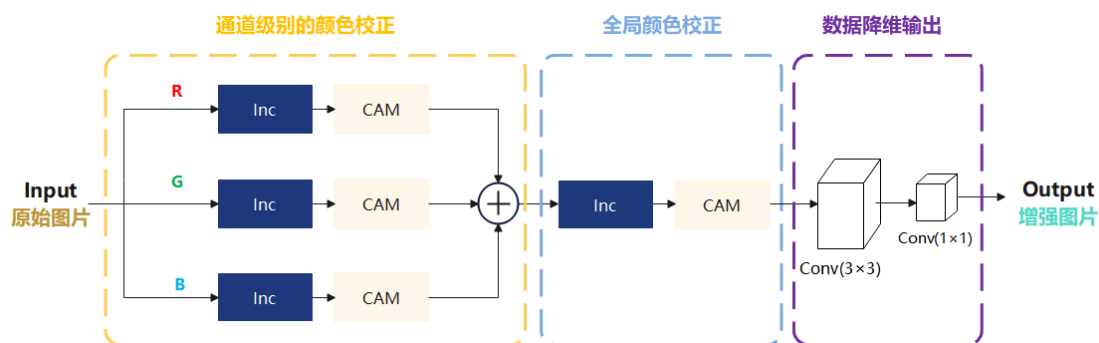 通道级别的颜色校正
全局颜色校正
数据降维输出
R
Inc
CAM
Input
原始图片
G
Inc
CAM
Inc
CAM
Conv(3×3)
Conv(1×1)
Output
增强图片
B
Inc
CAM